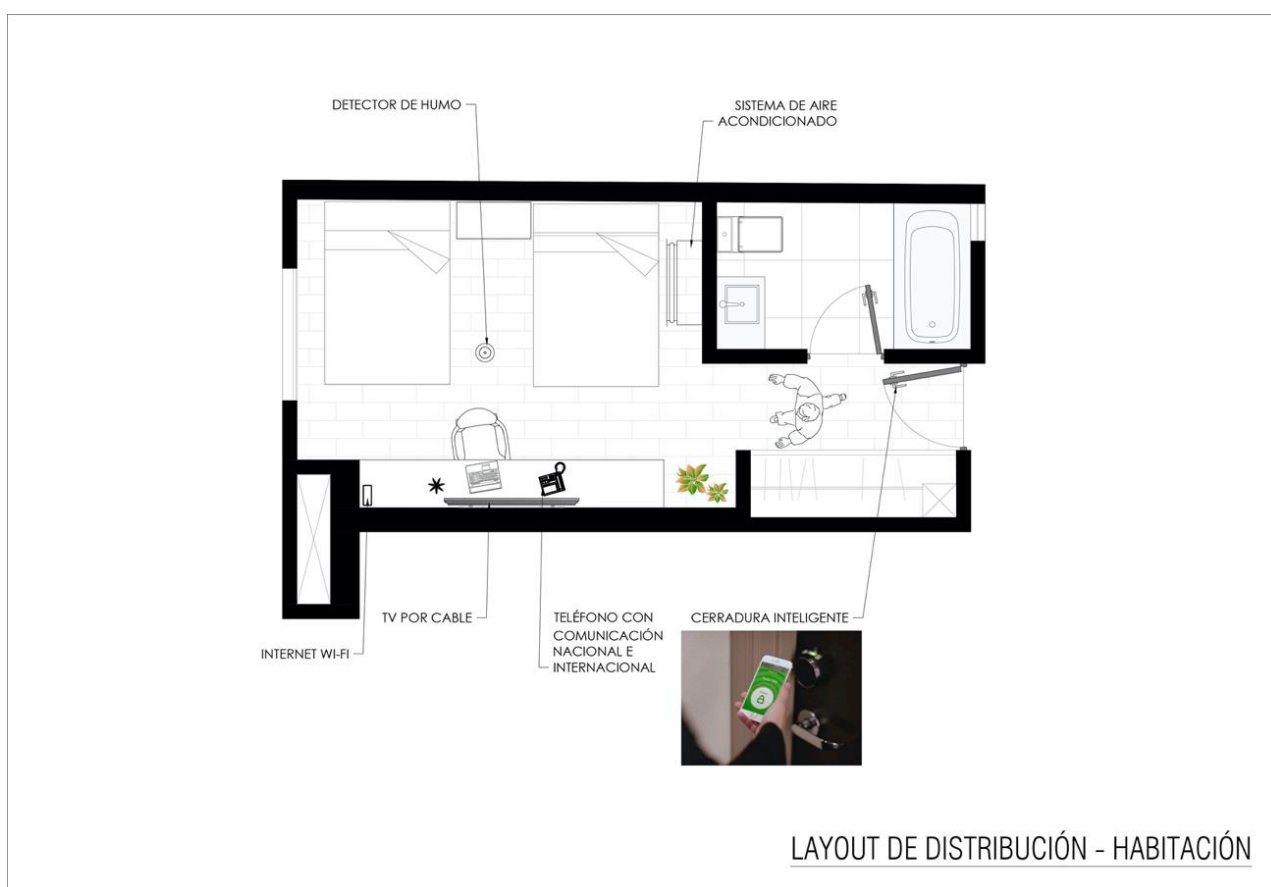 DETECTOR DE HUMO
SISTEMA DE AIRE
ACONDICIONADO
TV POR CABLE
TELÉFONO CON
COMUNICACIÓN
NACIONAL E
INTERNACIONAL
CERRADURA INTELIGENTE
INTERNET WI-FI
LAYOUT DE DISTRIBUCIÓN - HABITACIÓN